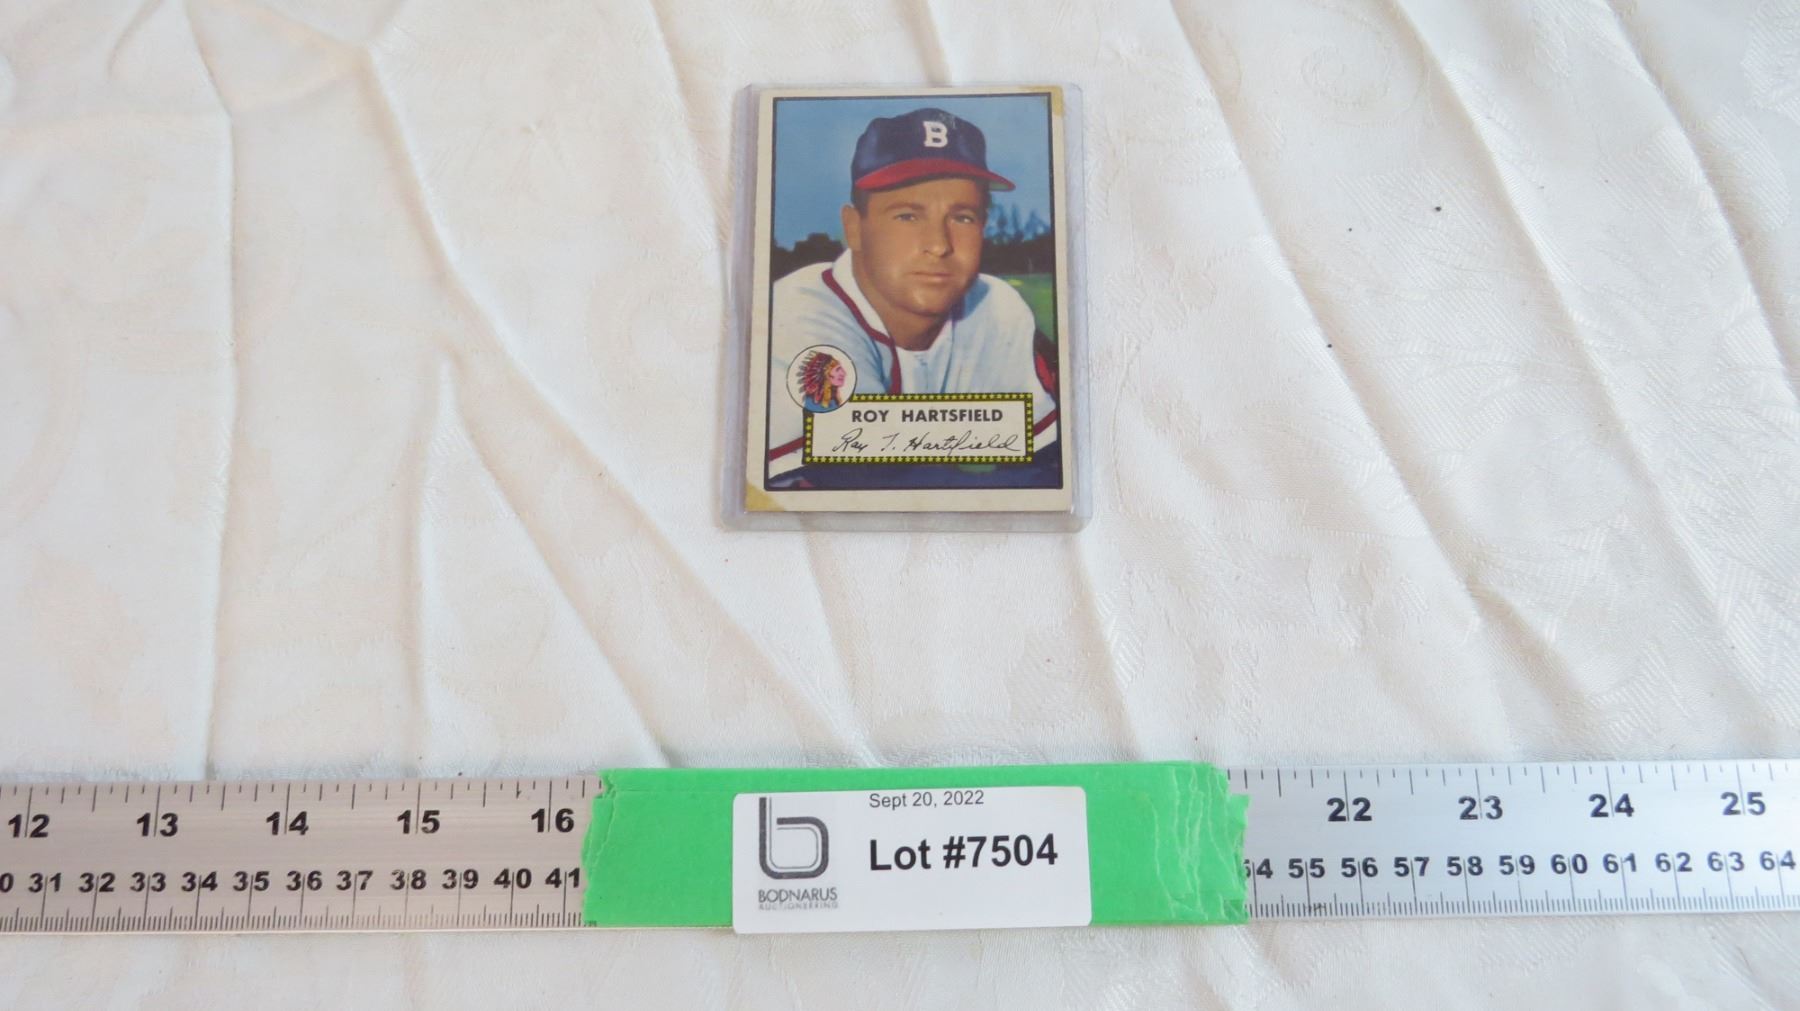 B
ROY HARTSFIELD
Roy T. Hartsfield
12 13 14 15 16 22 23 24 25
0 31 32 33 34 35 36 37 38 39 40 41 54 55 56 57 58 59 60 61 62 63 64
Sept 20, 2022
Lot #7504
b
BODNARUS
AUCTIONEERING